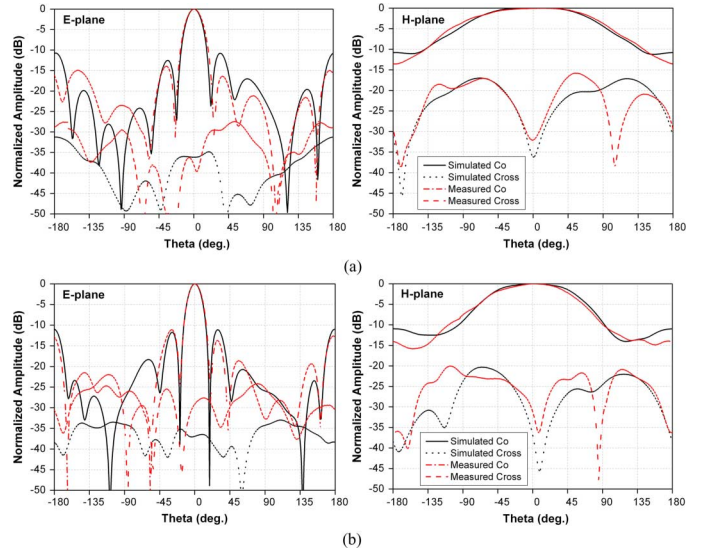 E-plane
Normalized Amplitude (dB)
0
-5
-10
-15
-20
-25
-30
-35
-40
-45
-50
-180 -135 -90 -45 0 45 90 135 180
Theta (deg.)
H-plane
Normalized Amplitude (dB)
0
-5
-10
-15
-20
-25
-30
-35
-40
-45
-50
Simulated Co
Simulated Cross
Measured Co
Measured Cross
-180 -135 -90 -45 0 45 90 135 180
Theta (deg.)
(a)
E-plane
Normalized Amplitude (dB)
0
-5
-10
-15
-20
-25
-30
-35
-40
-45
-50
-180 -135 -90 -45 0 45 90 135 180
Theta (deg.)
H-plane
Normalized Amplitude (dB)
0
-5
-10
-15
-20
-25
-30
-35
-40
-45
-50
Simulated Co
Simulated Cross
Measured Co
Measured Cross
-180 -135 -90 -45 0 45 90 135 180
Theta (deg.)
(b)